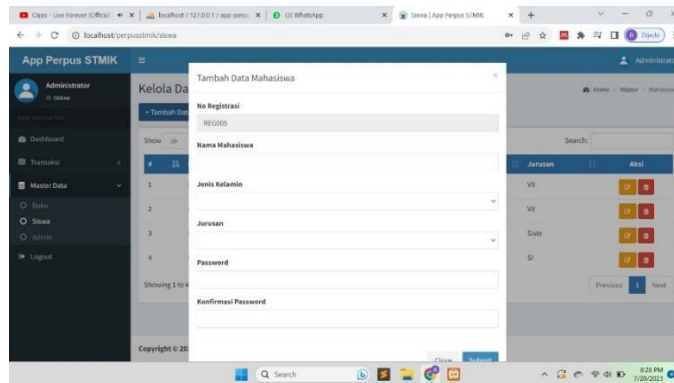 Oasis - Live Forever (Official
localhost / 127.0.0.1 / app-perpu
(1) WhatsApp
Siswa | App Perpus STMIK
localhost/perpusstmik/siswa
App Perpus STMIK
Administrator
Administrator
Online
MAIN NAVIGATION
Dashboard
Transaksi
Master Data
Buku
Siswa
Admin
Logout
Kelola Da
Home
Master
+ Tambah Dat
Show 10
Search:
#
Jurusan
Aksi
1
VII
2
VII
3
Siste
4
SI
Showing 1 to 4
Previous 1 Next
Copyright © 20
Tambah Data Mahasiswa
No Registrasi
REG005
Nama Mahasiswa
Jenis Kelamin
Jurusan
Password
Konfirmasi Password
Close
Submit
Search
8:28 PM
7/20/2023